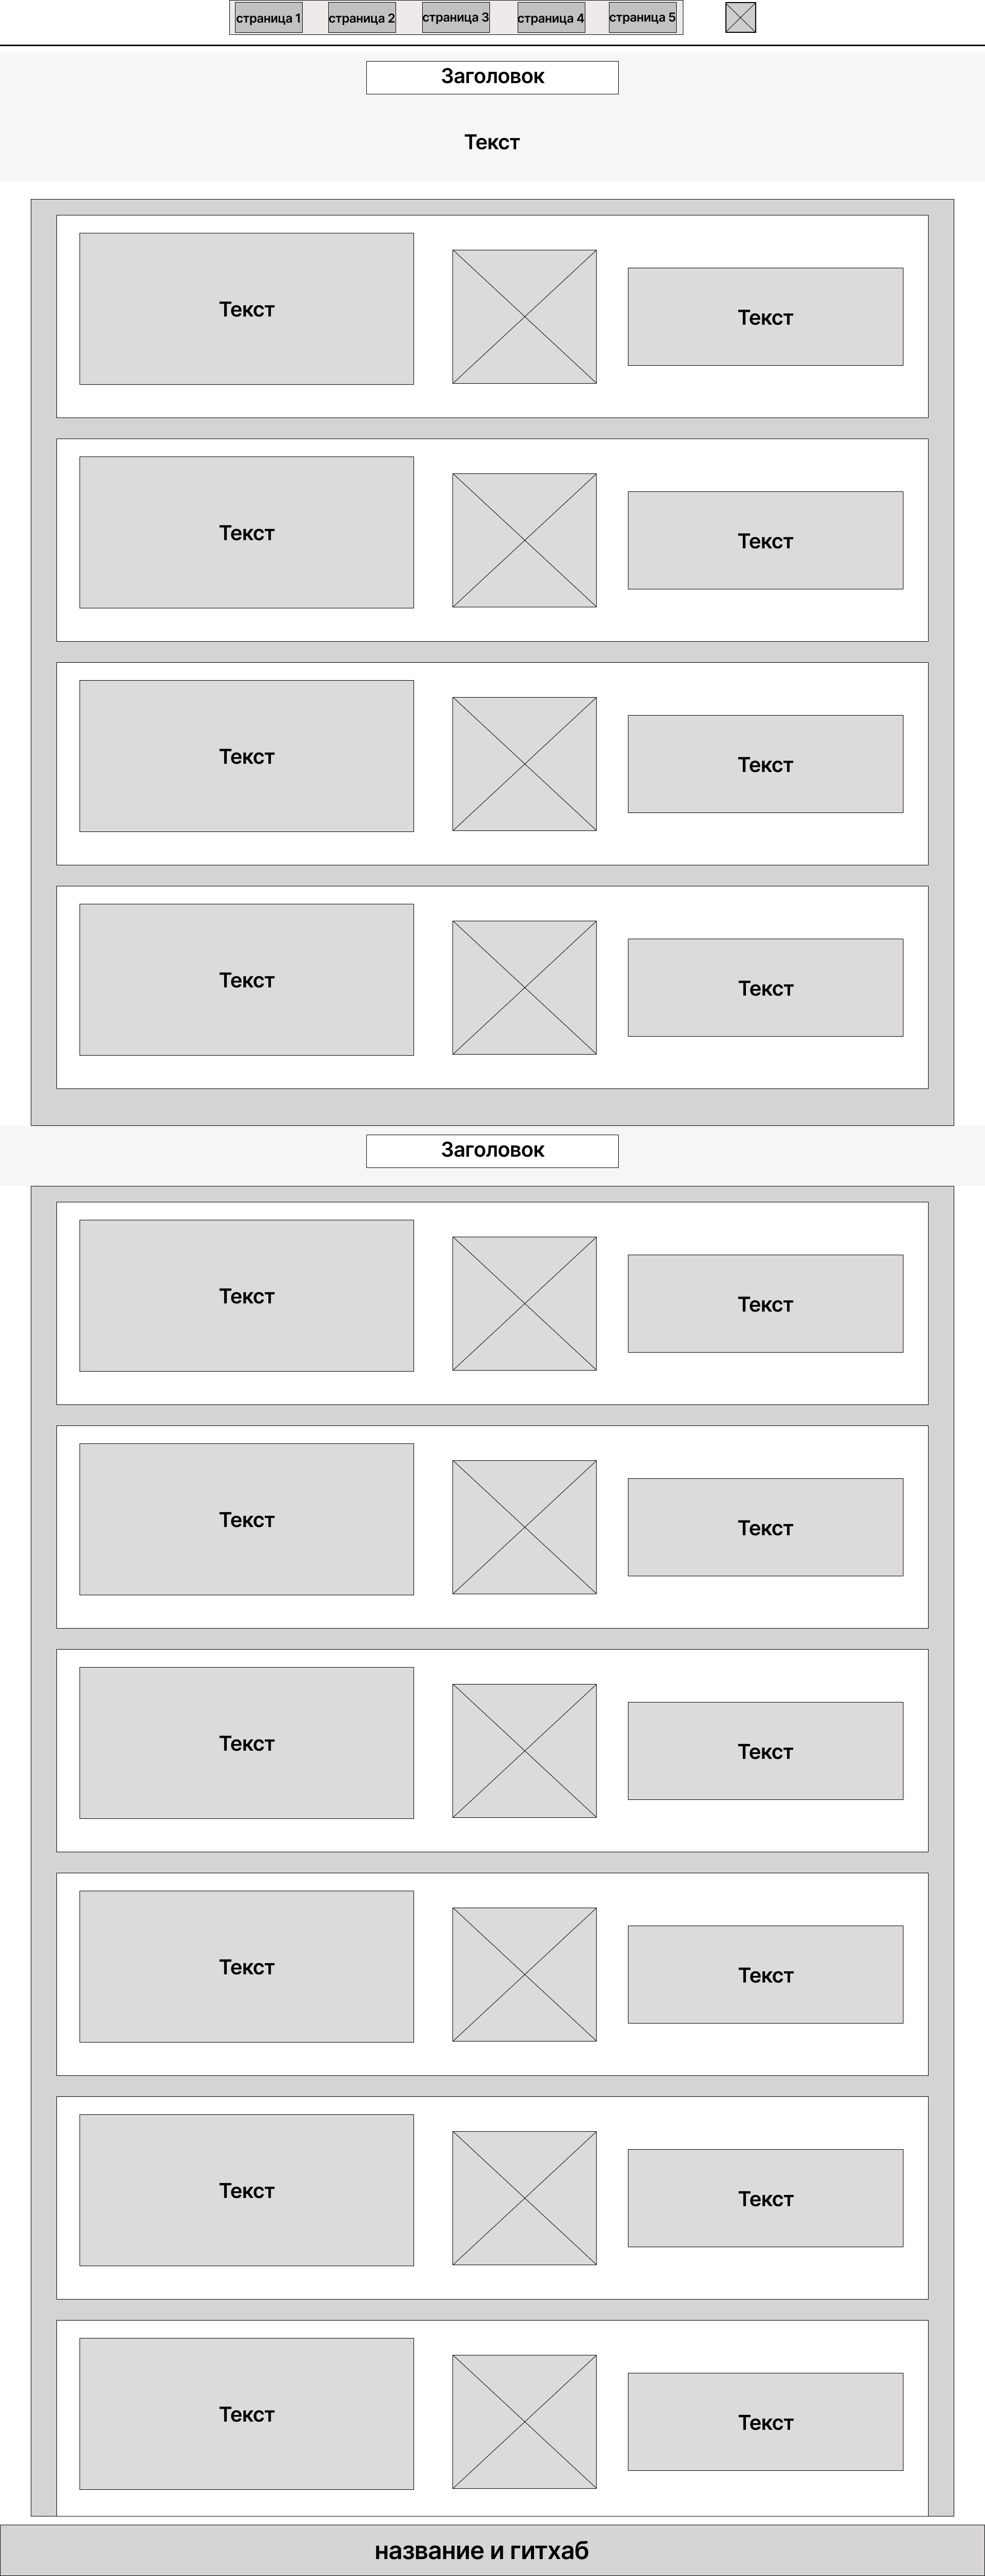 страница 1
страница 2
страница 3
страница 4
страница 5
Заголовок
Текст
Текст
Текст
Текст
Текст
Текст
Текст
Текст
Текст
Заголовок
Текст
Текст
Текст
Текст
Текст
Текст
Текст
Текст
Текст
Текст
Текст
Текст
название и гитхаб